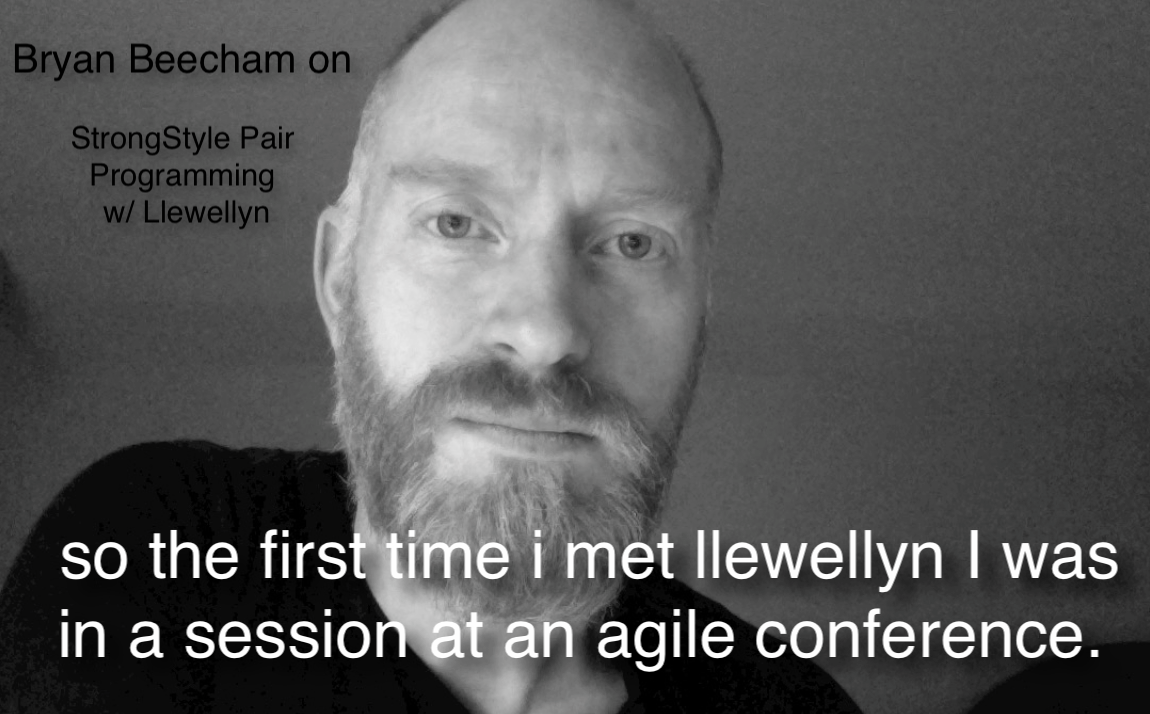 Bryan Beecham on
StrongStyle Pair
Programming
w/ Llewellyn
so the first time i met llewellyn I was
in a session at an agile conference.